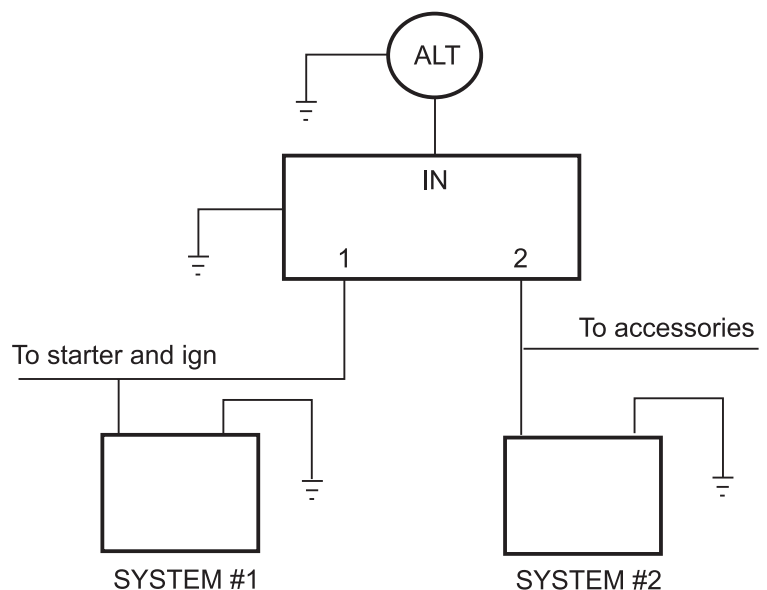 ALT
IN
1 2
To accessories
To starter and ign
SYSTEM #1
SYSTEM #2